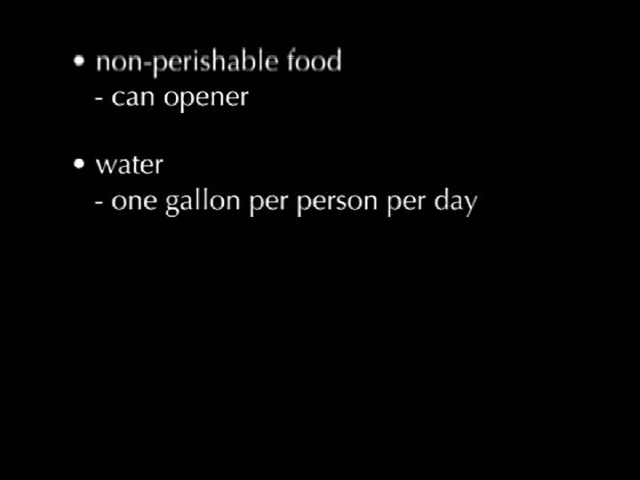 • non-perishable food
- can opener
• water
- one gallon per person per day